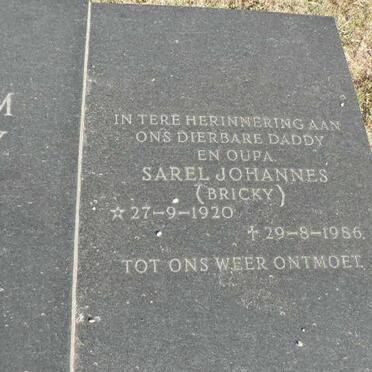 M
Y
IN TERE HERINNERING AAN
ONS DIERBARE DADDY
EN OUPA.
SAREL JOHANNES
(BRICKY)
☆ 27-9-1920
✝ 29-8-1986.
TOT ONS WEER ONTMOET.